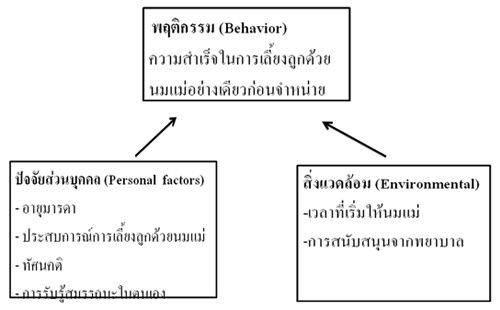 พฤติกรรม (Behavior)
ความสำเร็จในการเลี้ยงลูกด้วย
นมแม่อย่างเดียวก่อนจำหน่าย
ปัจจัยส่วนบุคคล (Personal factors)
- อายุมารดา
- ประสบการณ์การเลี้ยงลูกด้วยนมแม่
- ทัศนคติ
- การรับรู้สมรรถนะในตนเอง
สิ่งแวดล้อม (Environmental)
-เวลาที่เริ่มให้นมแม่
-การสนับสนุนจากพยาบาล